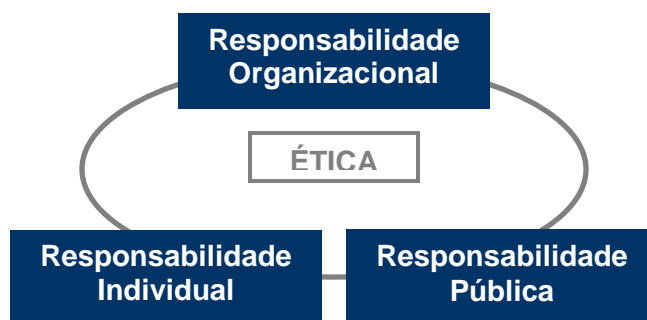 Responsabilidade
Organizacional
ÉTICA
Responsabilidade
Individual
Responsabilidade
Pública